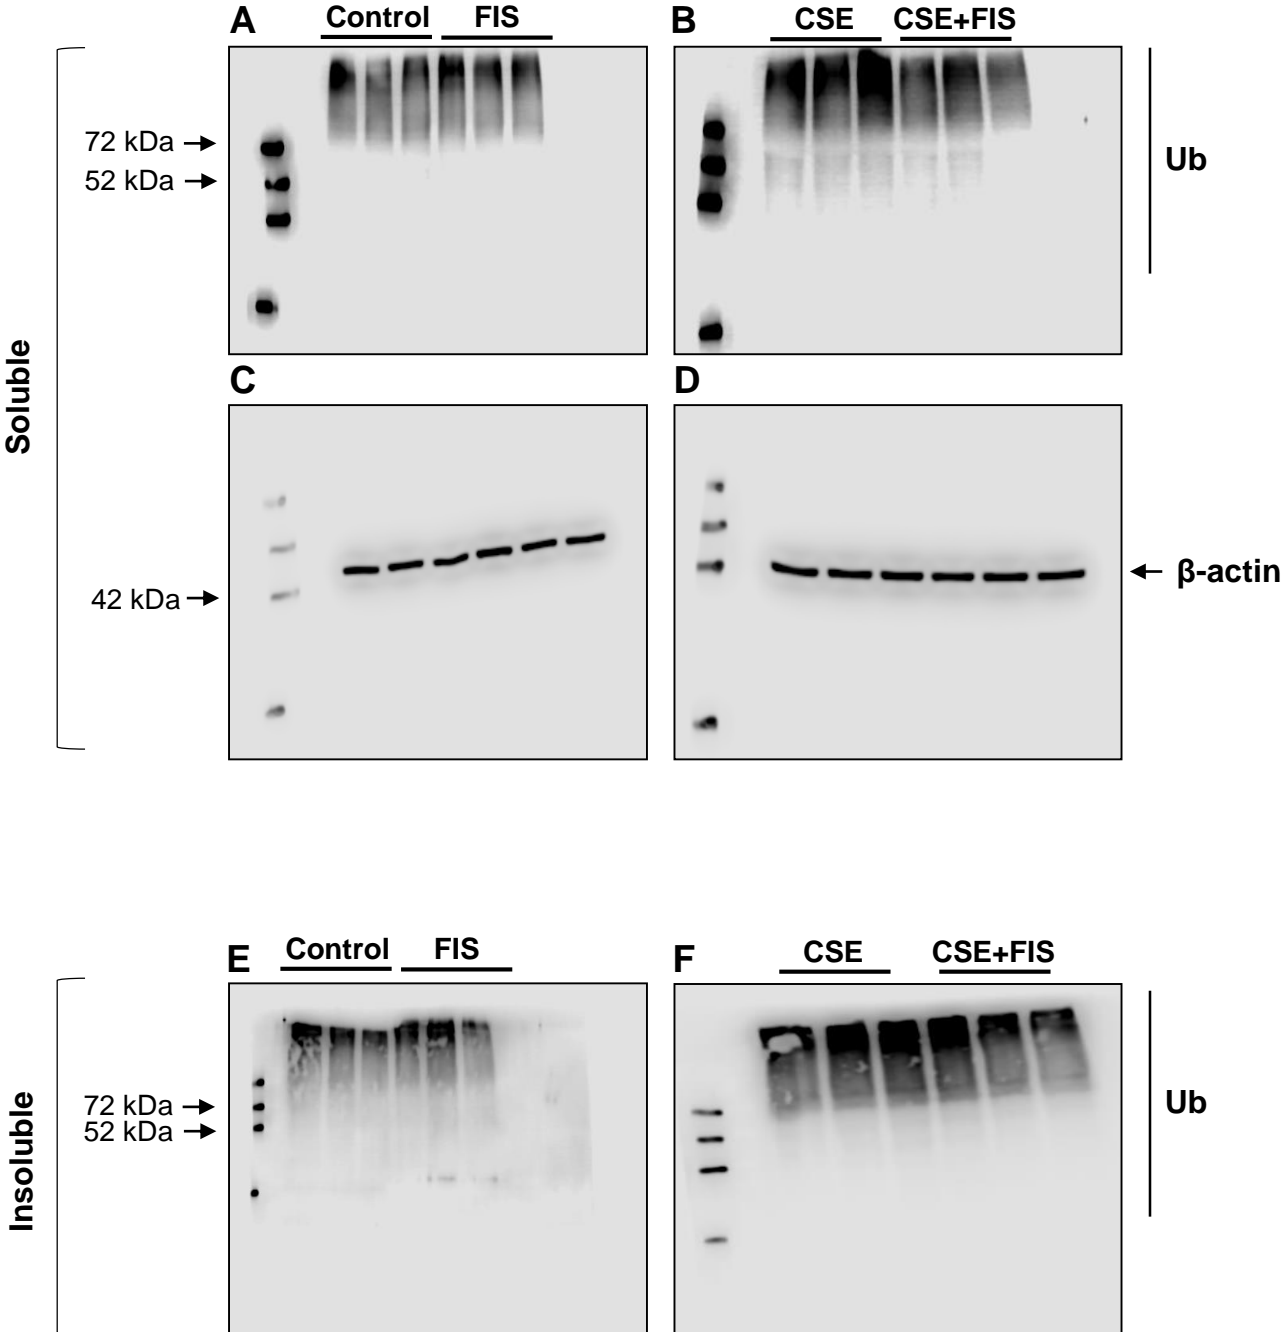 A
Control
FIS
B
CSE
CSE+FIS
72 kDa
52 kDa
Ub
Soluble
C
D
42 kDa
β-actin
E
Control
FIS
F
CSE
CSE+FIS
72 kDa
52 kDa
Ub
Insoluble